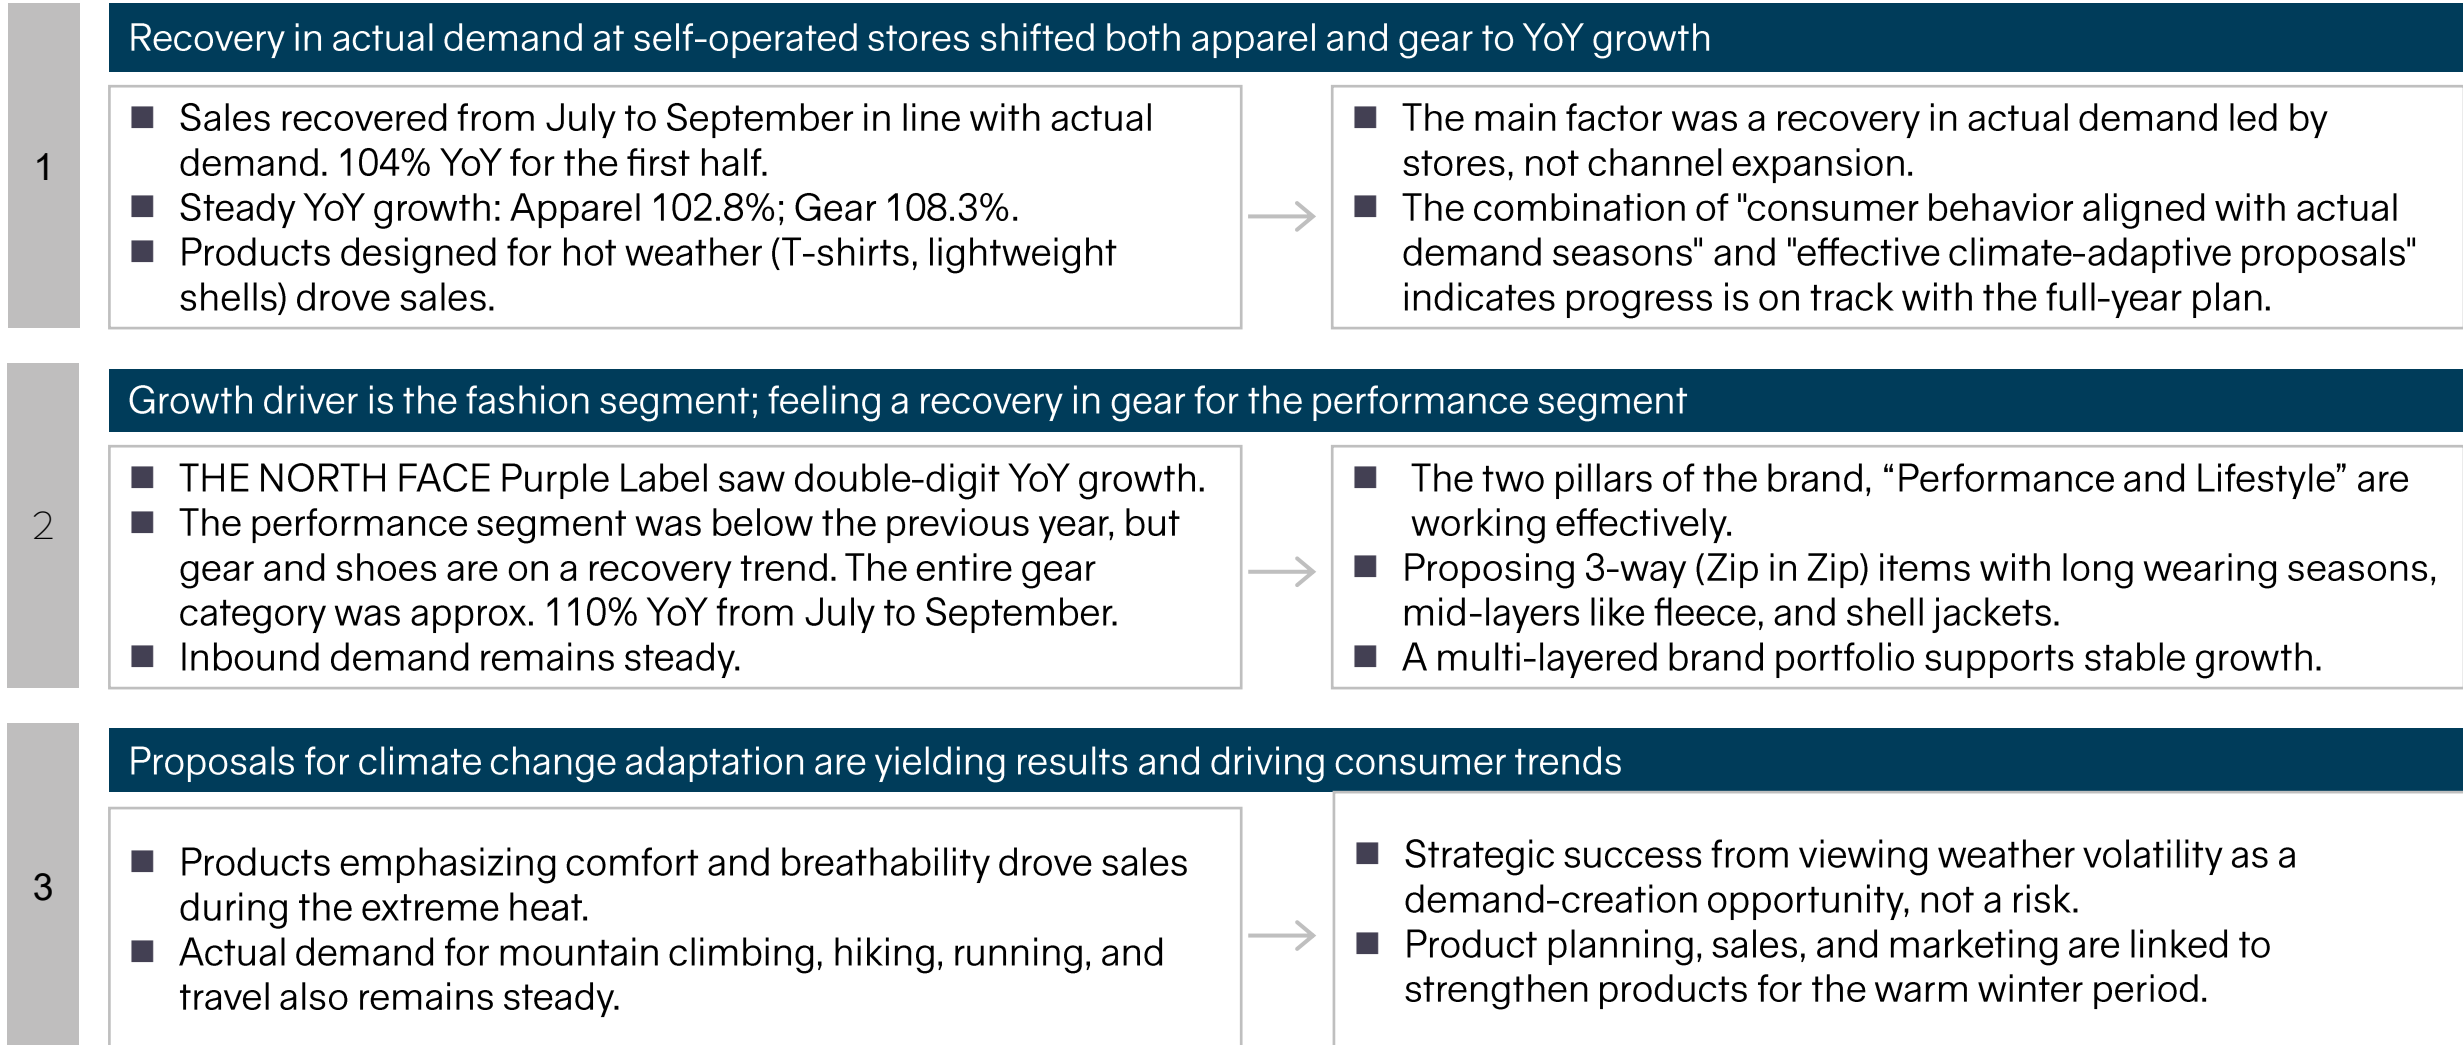 Recovery in actual demand at self-operated stores shifted both apparel and gear to YoY growth
1
■ Sales recovered from July to September in line with actual
demand. 104% YoY for the first half.
■ Steady YoY growth: Apparel 102.8%; Gear 108.3%.
■ Products designed for hot weather (T-shirts, lightweight
shells) drove sales.
■ The main factor was a recovery in actual demand led by
stores, not channel expansion.
■ The combination of "consumer behavior aligned with actual
demand seasons" and "effective climate-adaptive proposals"
indicates progress is on track with the full-year plan.
Growth driver is the fashion segment; feeling a recovery in gear for the performance segment
2
■ THE NORTH FACE Purple Label saw double-digit YoY growth.
■ The performance segment was below the previous year, but
gear and shoes are on a recovery trend. The entire gear
category was approx. 110% YoY from July to September.
■ Inbound demand remains steady.
■ The two pillars of the brand, “Performance and Lifestyle” are
working effectively.
■ Proposing 3-way (Zip in Zip) items with long wearing seasons,
mid-layers like fleece, and shell jackets.
■ A multi-layered brand portfolio supports stable growth.
Proposals for climate change adaptation are yielding results and driving consumer trends
3
■ Products emphasizing comfort and breathability drove sales
during the extreme heat.
■ Actual demand for mountain climbing, hiking, running, and
travel also remains steady.
■ Strategic success from viewing weather volatility as a
demand-creation opportunity, not a risk.
■ Product planning, sales, and marketing are linked to
strengthen products for the warm winter period.